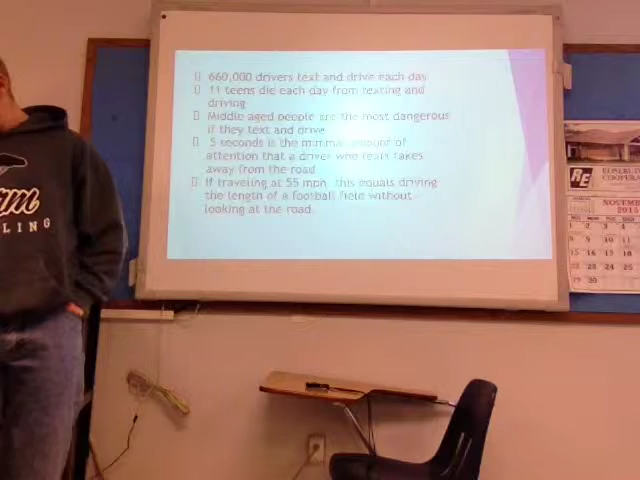 660,000 drivers text and drive each day
11 teens die each day from texting and
driving
Middle aged people are the most dangerous
if they text and drive
5 seconds is the minimal amount of
attention that a driver who texts takes
away from the road
If traveling at 55 mph, this equals driving
the length of a football field without
looking at the road.
RE
NOVEMB
2015
LING